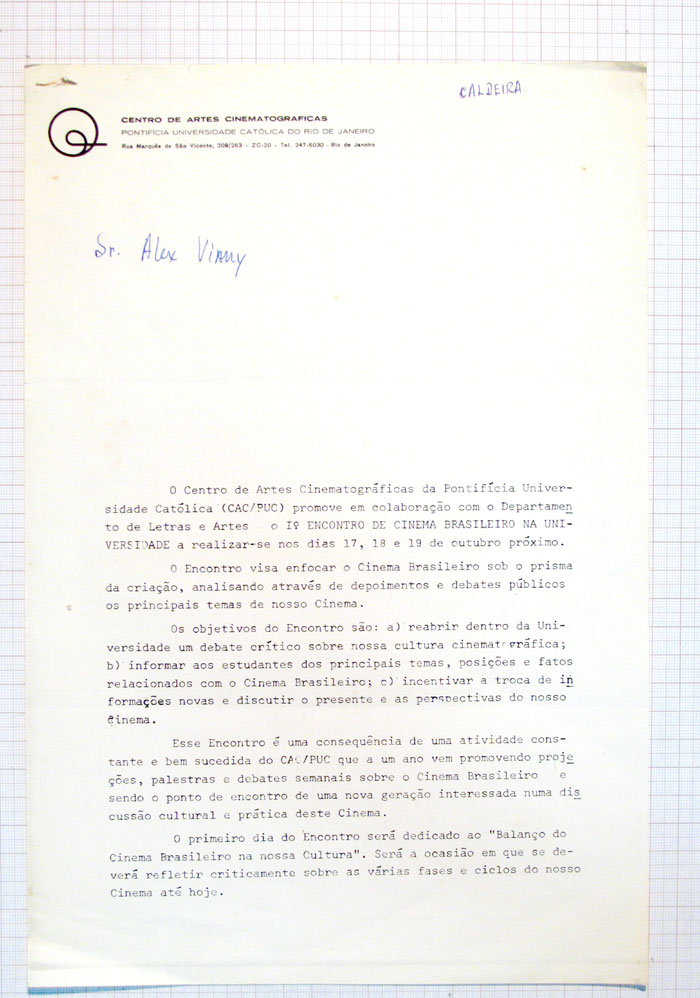 CALDEIRA
CENTRO DE ARTES CINEMATOGRAFICAS
PONTIFÍCIA UNIVERSIDADE CATÓLICA DO RIO DE JANEIRO
Rua Marquês de São Vicente, 209/263 - ZC-20 - Tel. 247-6030 - Rio de Janeiro
Sr. Alex Viany
O Centro de Artes Cinematográficas da Pontifícia Univer-
sidade Católica (CAC/PUC) promove em colaboração com o Departamen
to de Letras e Artes o Iº ENCONTRO DE CINEMA BRASILEIRO NA UNI-
VERSIDADE a realizar-se nos dias 17, 18 e 19 de outubro próximo.
O Encontro visa enfocar o Cinema Brasileiro sob o prisma
da criação, analisando através de depoimentos e debates públicos
os principais temas de nosso Cinema.
Os objetivos do Encontro são: a) reabrir dentro da Uni-
versidade um debate crítico sobre nossa cultura cinematográfica;
b) informar aos estudantes dos principais temas, posições e fatos
relacionados com o Cinema Brasileiro; c) incentivar a troca de in
formações novas e discutir o presente e as perspectivas do nosso
Cinema.
Esse Encontro é uma consequência de uma atividade cons-
tante e bem sucedida do CAC/PUC que a um ano vem promovendo proje
ções, palestras e debates semanais sobre o Cinema Brasileiro e
sendo o ponto de encontro de uma nova geração interessada numa dis
cussão cultural e prática deste Cinema.
O primeiro dia do Encontro será dedicado ao "Balanço do
Cinema Brasileiro na nossa Cultura". Será a ocasião em que se de-
verá refletir criticamente sobre as várias fases e ciclos do nosso
Cinema até hoje.